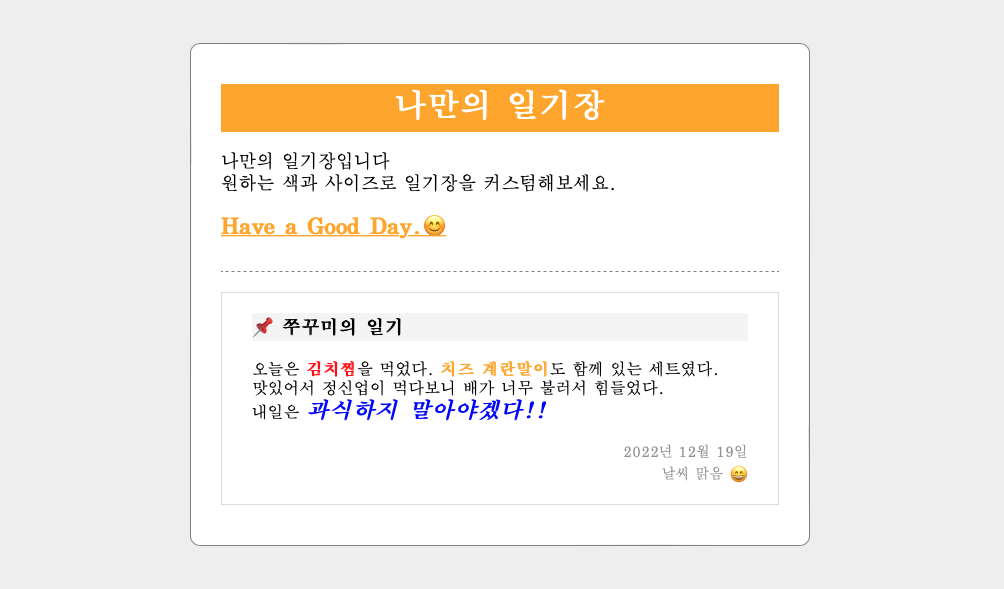 나만의 일기장
나만의 일기장입니다
원하는 색과 사이즈로 일기장을 커스텀해보세요.
Have a Good Day.😊
📌 쭈꾸미의 일기
오늘은 김치찜을 먹었다. 치즈 계란말이도 함께 있는 세트였다.
맛있어서 정신업이 먹다보니 배가 너무 불러서 힘들었다.
내일은 과식하지 말아야겠다!!
2022년 12월 19일
날씨 맑음 😄